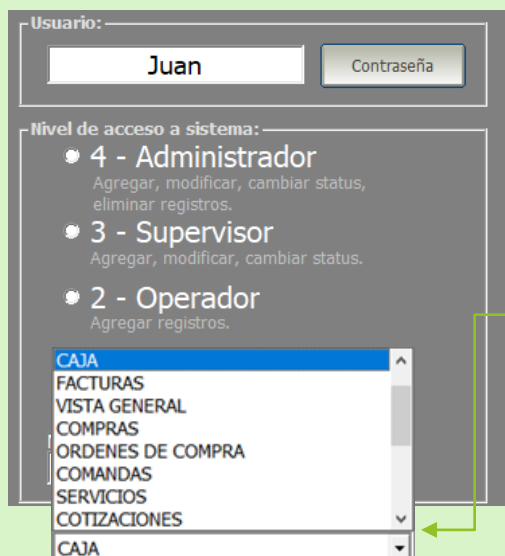 Usuario:
Juan
Contraseña
Nivel de acceso a sistema:
4 - Administrador
Agregar, modificar, cambiar status,
eliminar registros.
3 - Supervisor
Agregar, modificar, cambiar status.
2 - Operador
Agregar registros.
CAJA
FACTURAS
VISTA GENERAL
COMPRAS
ORDENES DE COMPRA
COMANDAS
SERVICIOS
COTIZACIONES
CAJA